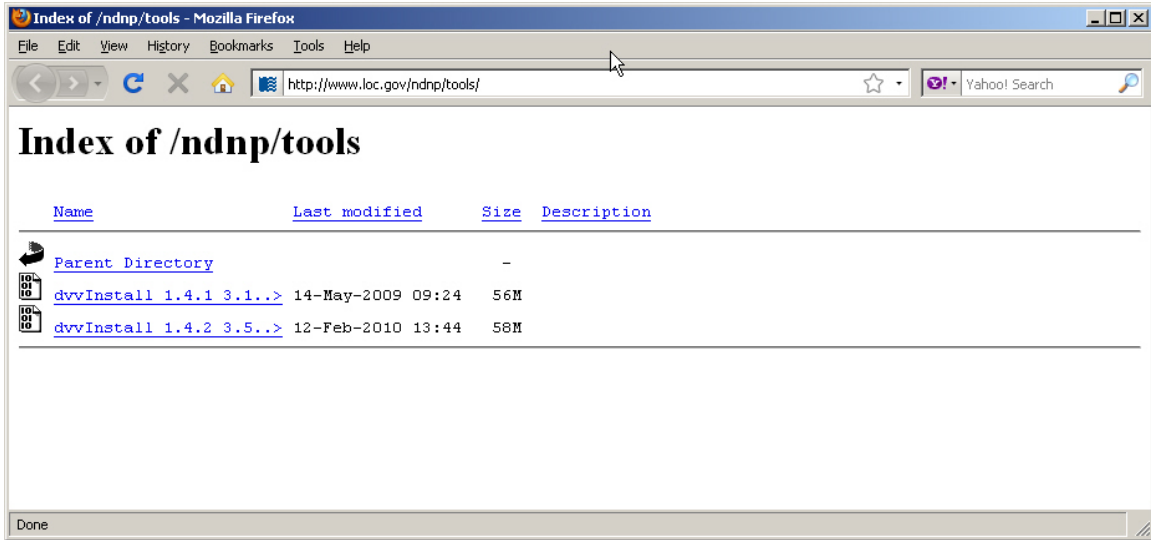 Index of /ndnp/tools - Mozilla Firefox
File Edit View History Bookmarks Tools Help
http://www.loc.gov/ndnp/tools/ Yahoo! Search
Index of /ndnp/tools
Name Last modified Size Description
Parent Directory -
dvvInstall 1.4.1 3.1..> 14-May-2009 09:24 56M
dvvInstall 1.4.2 3.5..> 12-Feb-2010 13:44 58M
Done